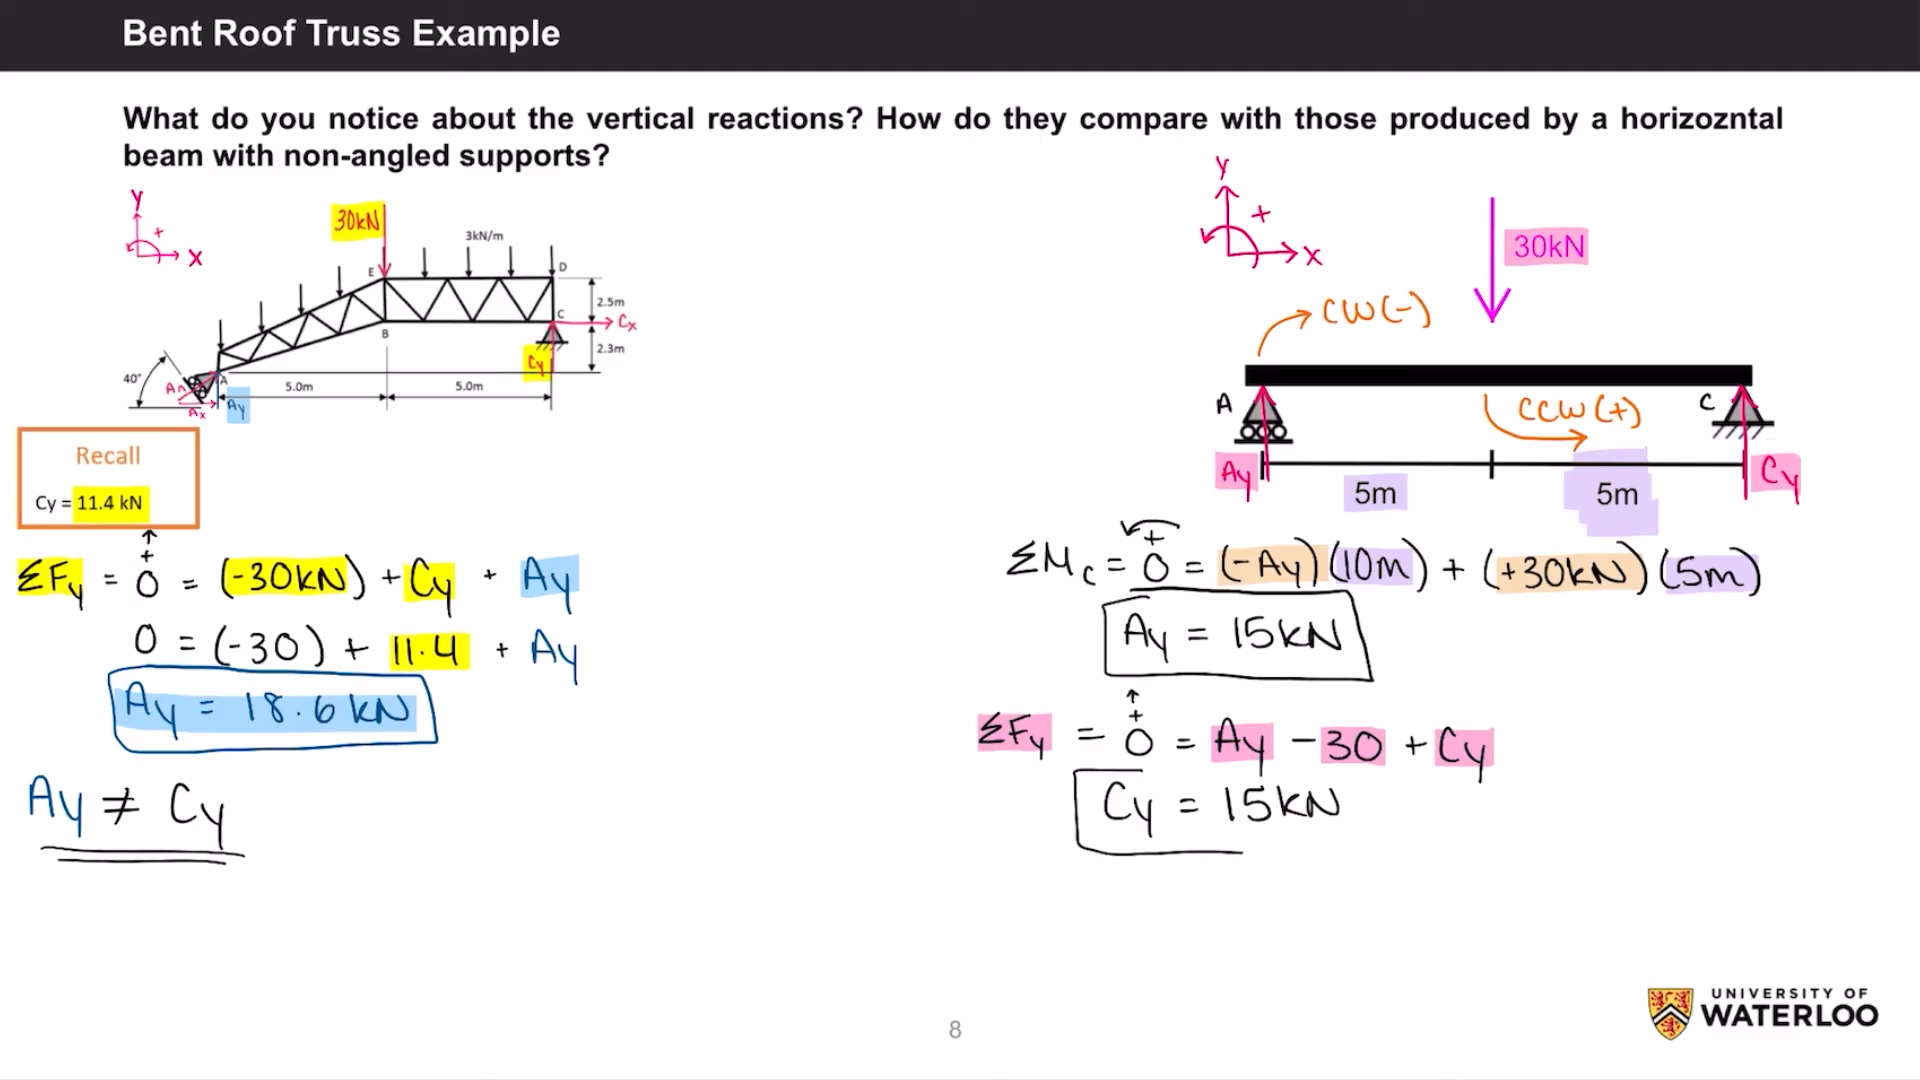 Bent Roof Truss Example
What do you notice about the vertical reactions? How do they compare with those produced by a horizozntal
beam with non-angled supports?
Y
+
X
30kN
3kN/m
E
D
2.5m
C
Cx
B
2.3m
Cy
40°
An
A
Ax
Ay
5.0m
5.0m
Recall
Cy = 11.4 kN
ΣFy = 0 = (-30kN) + Cy + Ay
+
0 = (-30) + 11.4 + Ay
Ay = 18.6 kN
Ay ≠ Cy
Y
+
X
30kN
CW(-)
A
CCW(+)
C
Ay
5m
5m
Cy
+
ΣMc = 0 = (-Ay)(10m) + (+30kN)(5m)
Ay = 15kN
+
ΣFy = 0 = Ay - 30 + Cy
Cy = 15kN
8
UNIVERSITY OF
WATERLOO